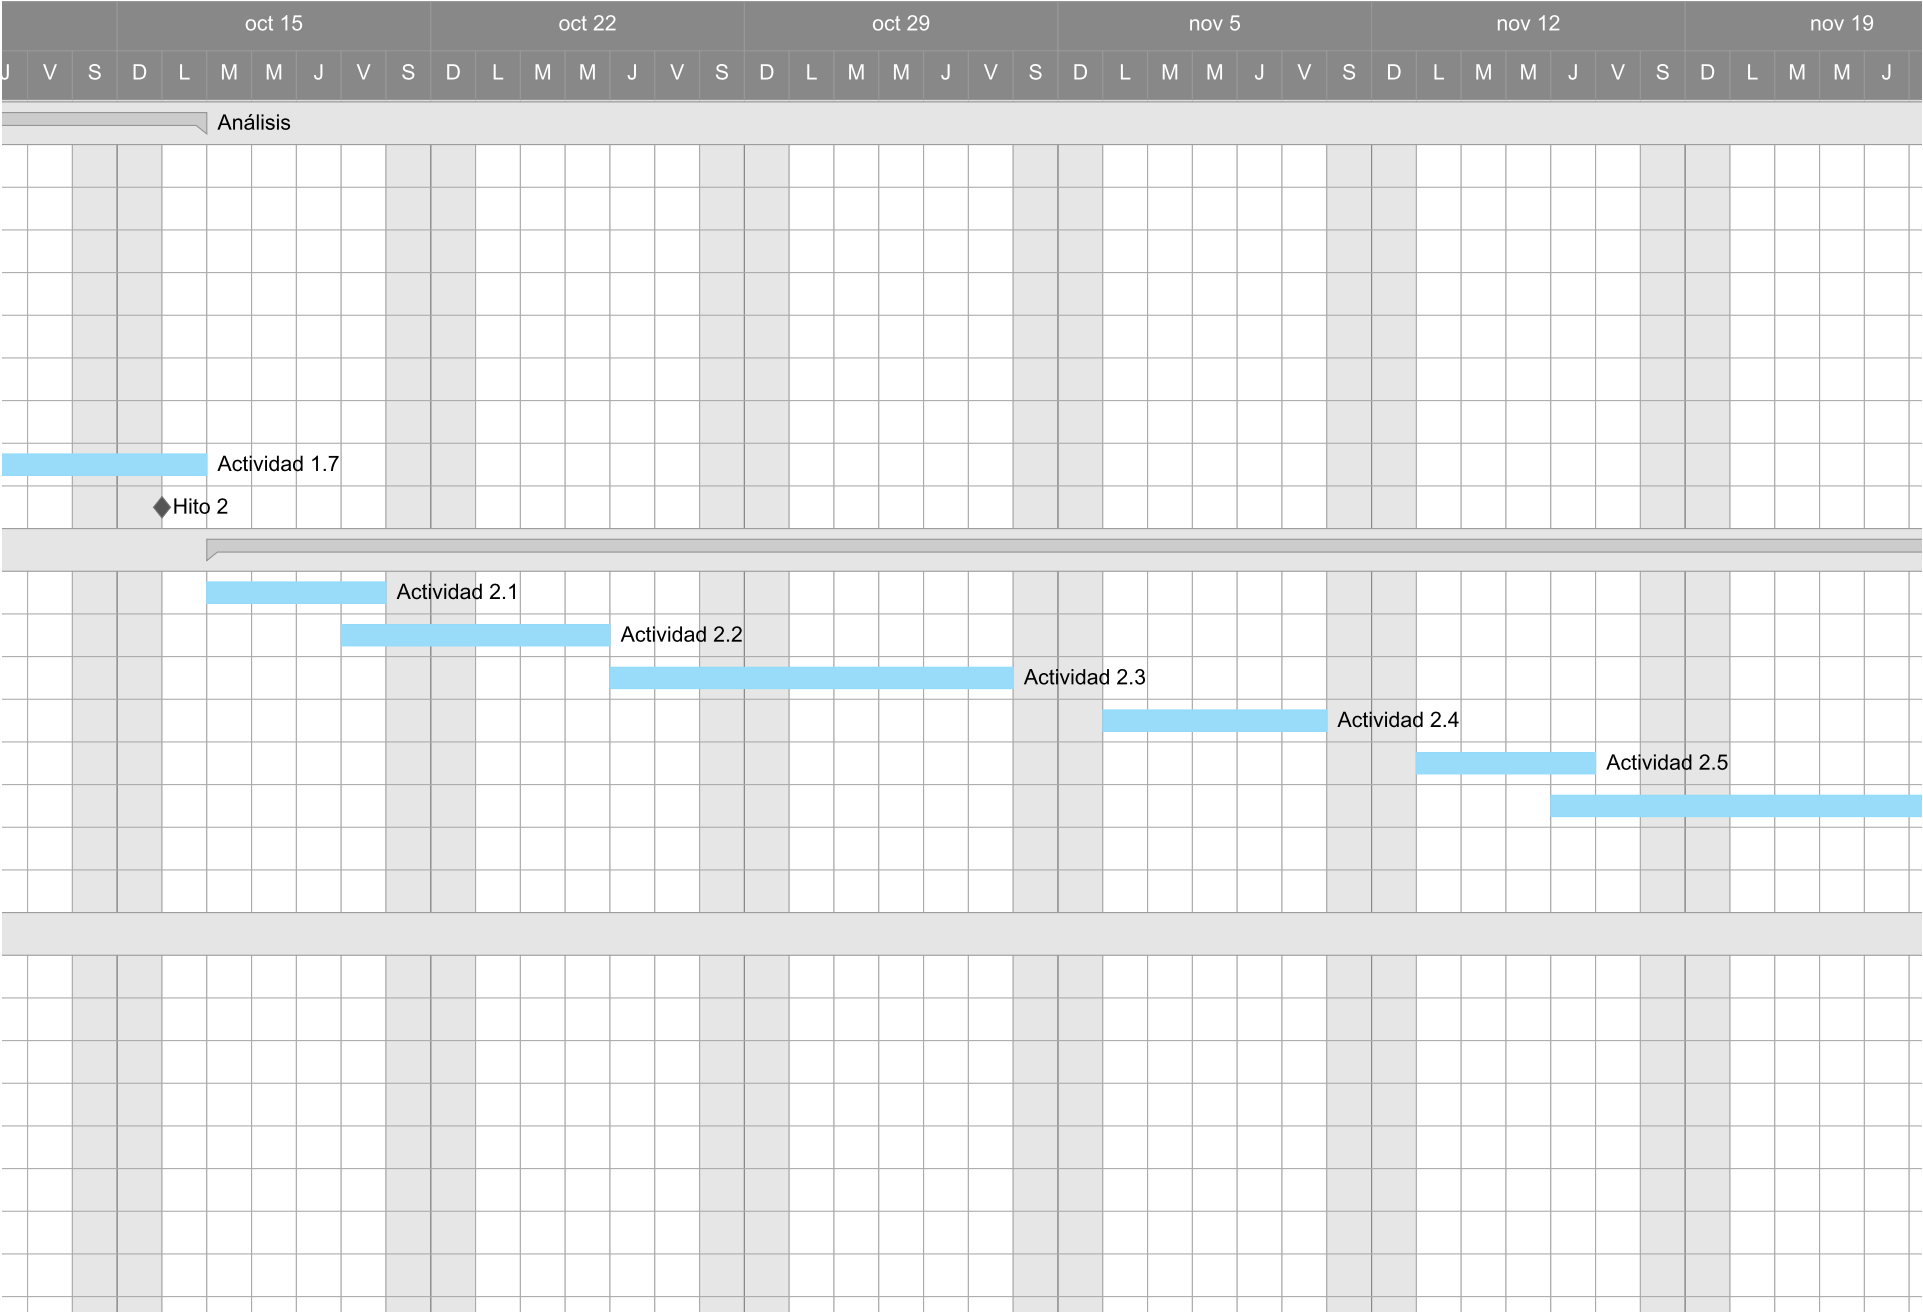 oct 15 oct 22 oct 29 nov 5 nov 12 nov 19
J V S D L M M J V S D L M M J V S D L M M J V S D L M M J V S D L M M J V S D L M M J
Análisis
Actividad 1.7
Hito 2
Actividad 2.1
Actividad 2.2
Actividad 2.3
Actividad 2.4
Actividad 2.5